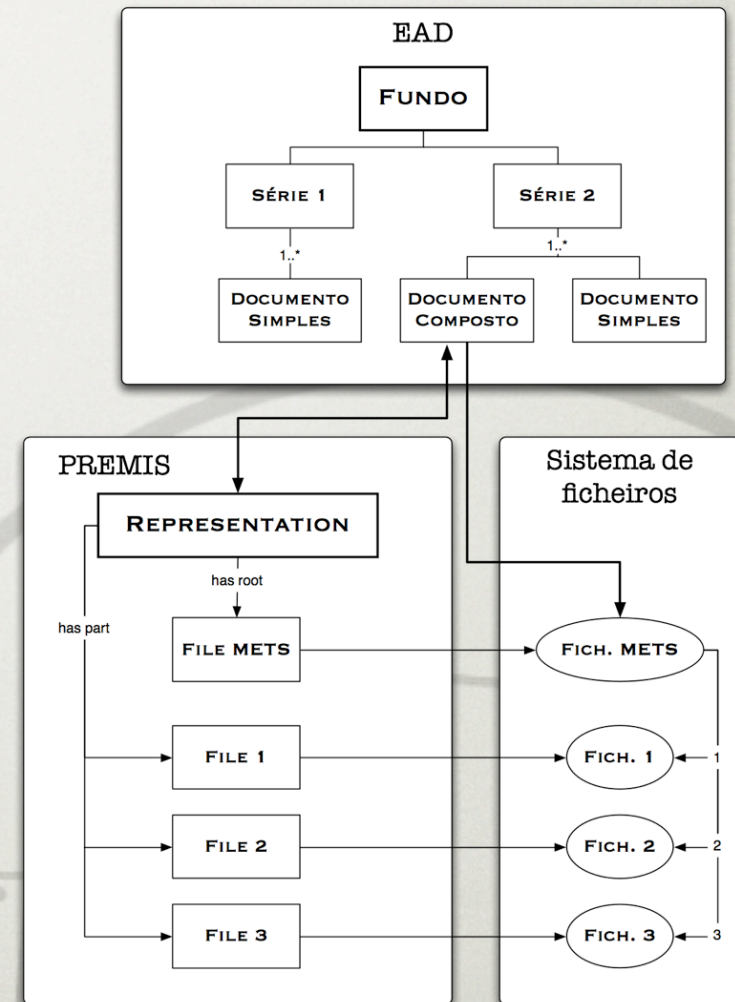 EAD
FUNDO
SÉRIE 1
SÉRIE 2
1..*
1..*
DOCUMENTO
SIMPLES
DOCUMENTO
COMPOSTO
DOCUMENTO
SIMPLES
PREMIS
REPRESENTATION
has root
has part
FILE METS
FILE 1
FILE 2
FILE 3
Sistema de
ficheiros
FICH. METS
FICH. 1
1
FICH. 2
2
FICH. 3
3